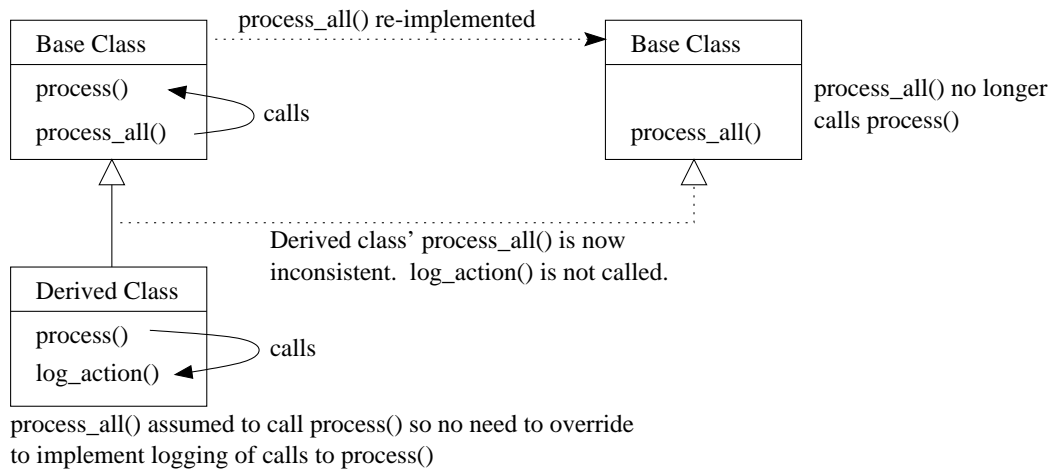 process_all() re-implemented
Base Class
process()
process_all()
calls
Base Class
process_all()
process_all() no longer
calls process()
Derived class’ process_all() is now
inconsistent.  log_action() is not called.
Derived Class
process()
log_action()
calls
process_all() assumed to call process() so no need to override
to implement logging of calls to process()